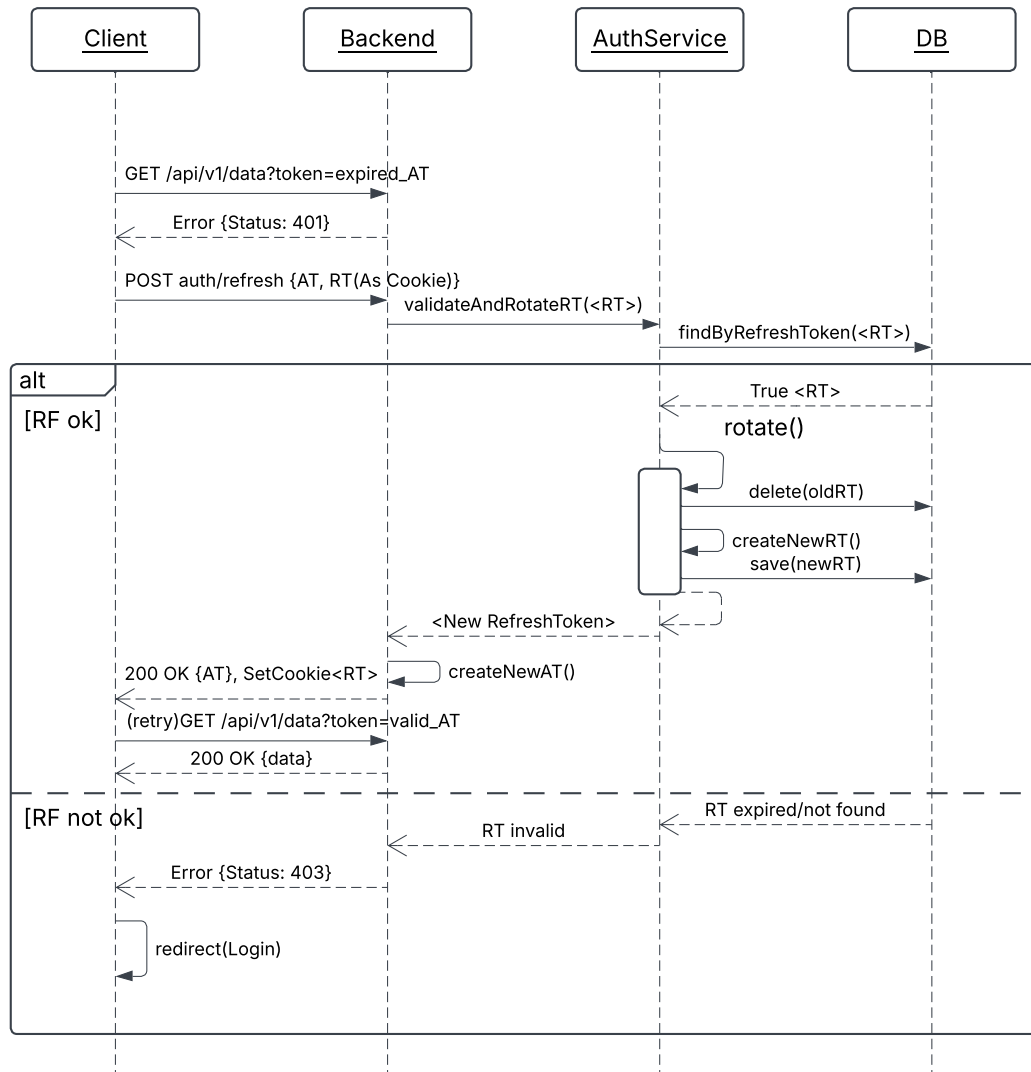 Client
Backend
AuthService
DB
GET /api/v1/data?token=expired_AT
Error {Status: 401}
POST auth/refresh {AT, RT(As Cookie)}
validateAndRotateRT(<RT>)
findByRefreshToken(<RT>)
alt
True <RT>
[RF ok]
rotate()
delete(oldRT)
createNewRT()
save(newRT)
<New RefreshToken>
createNewAT()
200 OK {AT}, SetCookie<RT>
(retry)GET /api/v1/data?token=valid_AT
200 OK {data}
[RF not ok]
RT expired/not found
RT invalid
Error {Status: 403}
redirect(Login)